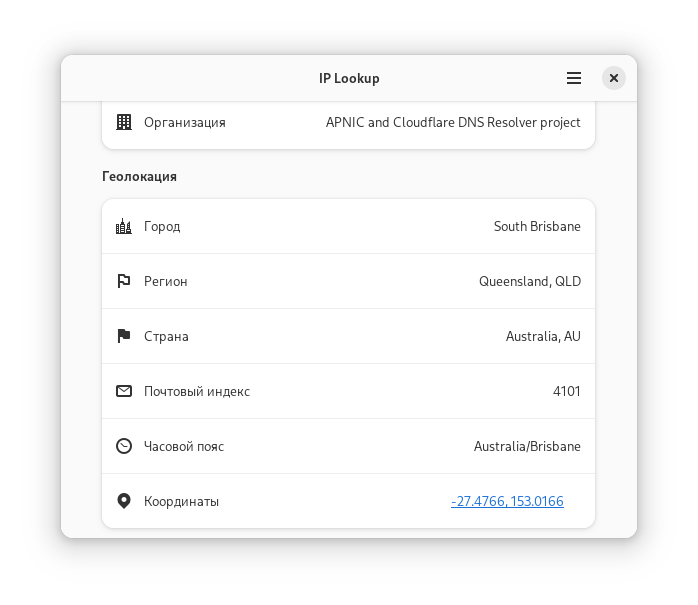 IP Lookup
Организация APNIC and Cloudflare DNS Resolver project
Геолокация
Город South Brisbane
Регион Queensland, QLD
Страна Australia, AU
Почтовый индекс 4101
Часовой пояс Australia/Brisbane
Координаты -27.4766, 153.0166